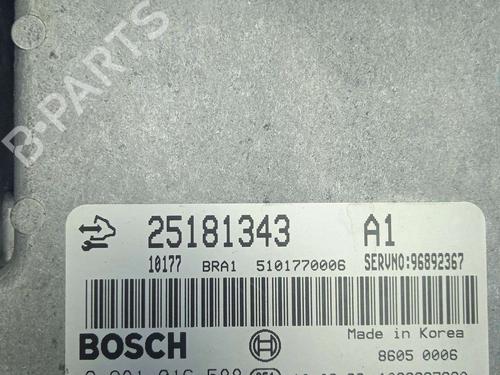 B-PARTS
25181343 A1
10177 BRA1 5101770006 SERVNO:96892367
BOSCH
Made in Korea
8605 0006